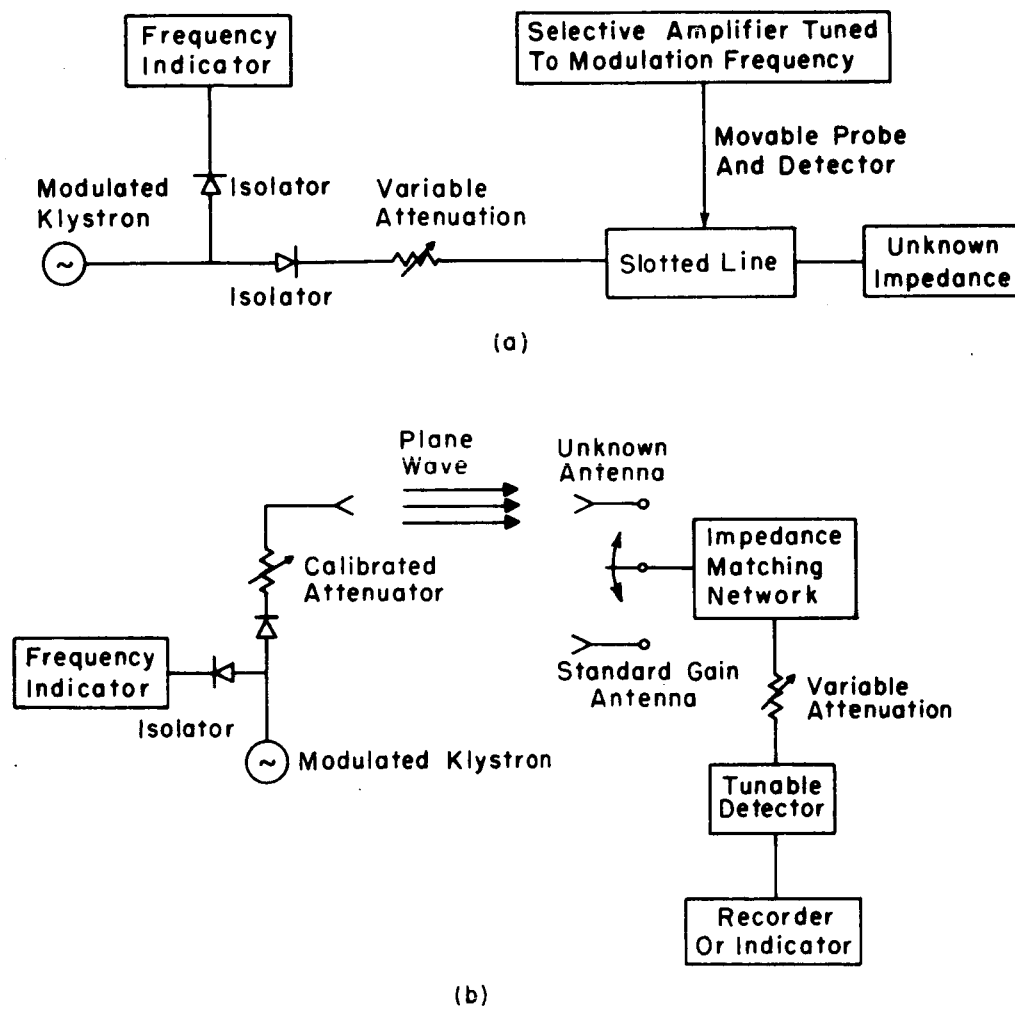 Frequency
Indicator
Selective Amplifier Tuned
To Modulation Frequency
Movable Probe
And Detector
Modulated
Klystron
Isolator
Variable
Attenuation
~
Isolator
Slotted Line
Unknown
Impedance
(a)
Plane
Wave
Unknown
Antenna
Calibrated
Attenuator
Impedance
Matching
Network
Frequency
Indicator
Isolator
~
Modulated Klystron
Standard Gain
Antenna
Variable
Attenuation
Tunable
Detector
Recorder
Or Indicator
(b)